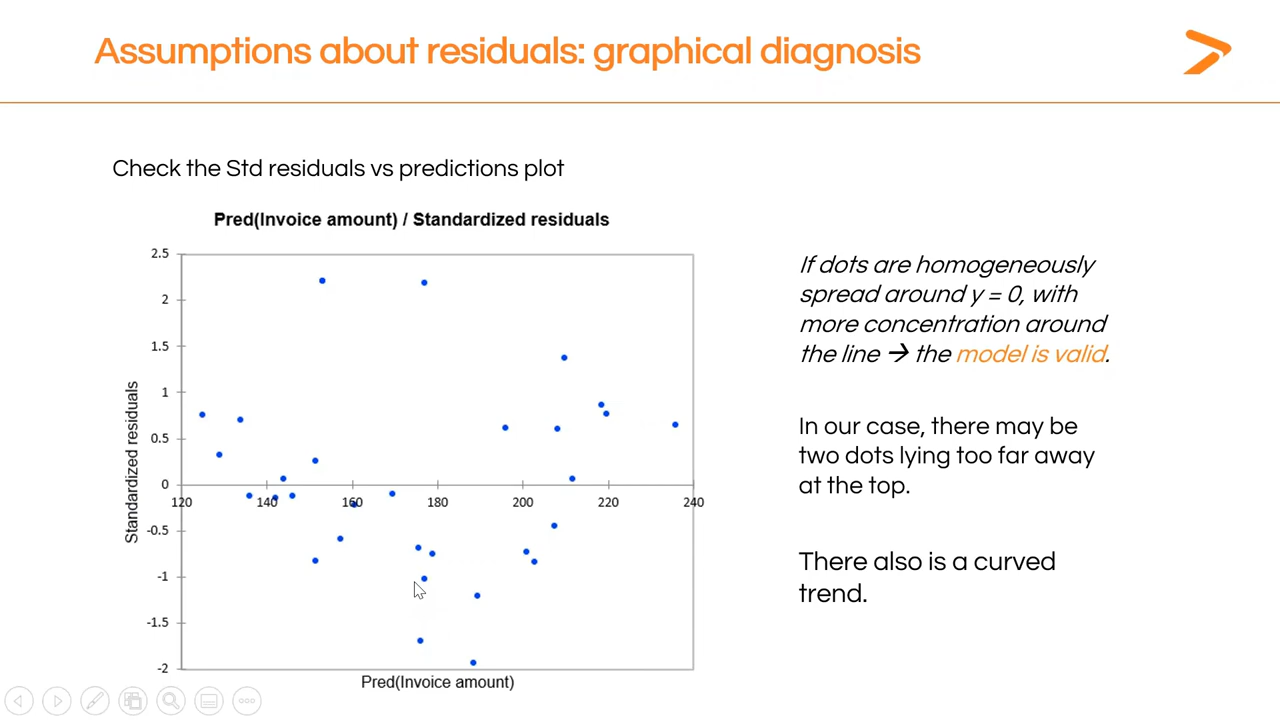 Assumptions about residuals: graphical diagnosis
Check the Std residuals vs predictions plot
Pred(Invoice amount) / Standardized residuals
2.5
2
1.5
1
0.5
0
-0.5
-1
-1.5
-2
120
140
160
180
200
220
240
Standardized residuals
Pred(Invoice amount)
If dots are homogeneously
spread around y = 0, with
more concentration around
the line → the model is valid.
In our case, there may be
two dots lying too far away
at the top.
There also is a curved
trend.